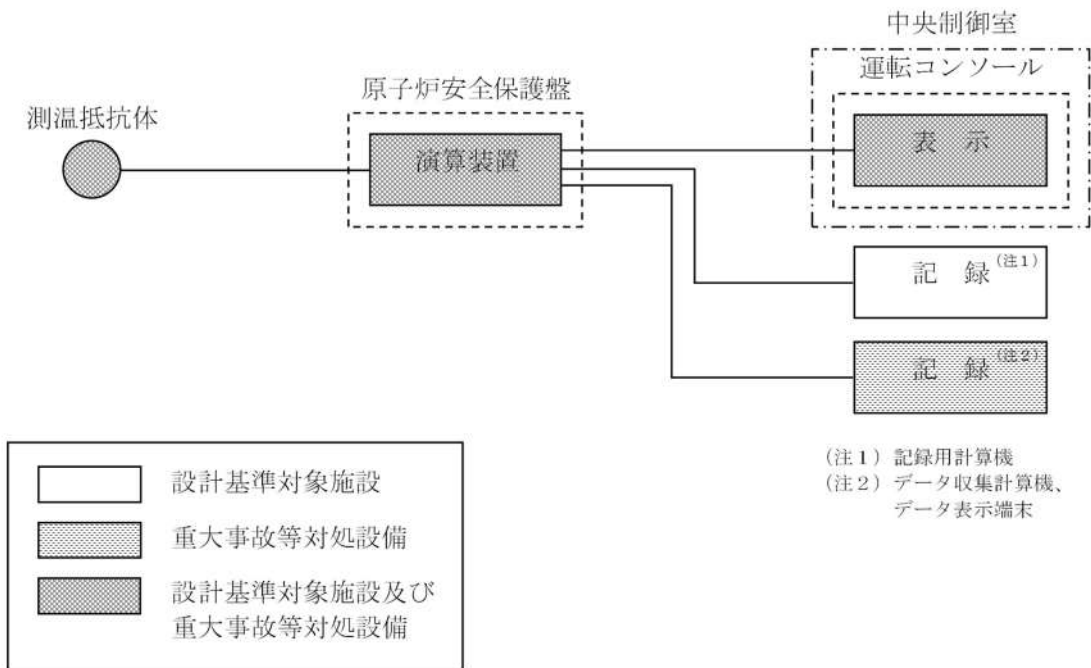 中央制御室
運転コンソール
原子炉安全保護盤
測温抵抗体
演算装置
表 示
記 録(注1)
記 録(注2)
(注1) 記録用計算機
(注2) データ収集計算機、
データ表示端末
設計基準対象施設
重大事故等対処設備
設計基準対象施設及び
重大事故等対処設備